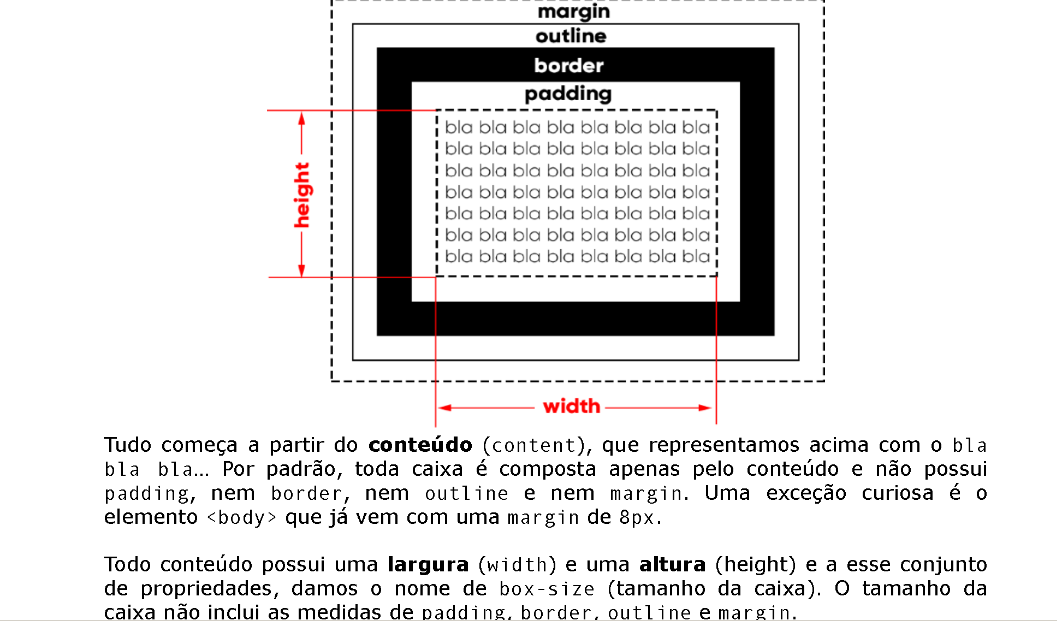 margin
outline
border
padding
bla bla bla bla bla bla bla bla
bla bla bla bla bla bla bla bla
bla bla bla bla bla bla bla bla
bla bla bla bla bla bla bla bla
bla bla bla bla bla bla bla bla
bla bla bla bla bla bla bla bla
bla bla bla bla bla bla bla bla
height
width
Tudo começa a partir do conteúdo (content), que representamos acima com o bla
bla bla bla... Por padrão, toda caixa é composta apenas pelo conteúdo e não possui
padding, nem border, nem outline e nem margin. Uma exceção curiosa é o
elemento <body> que já vem com uma margin de 8px.
Todo conteúdo possui uma largura (width) e uma altura (height) e a esse conjunto
de propriedades, damos o nome de box-size (tamanho da caixa). O tamanho da
caixa não inclui as medidas de padding, border, outline e margin.